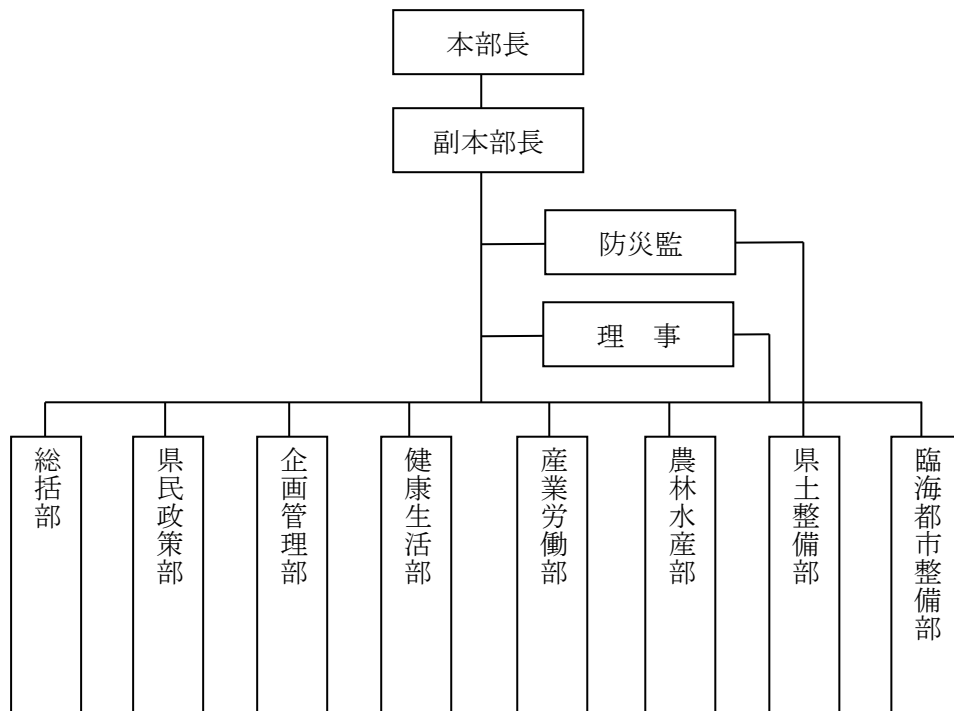 本部長
副本部長
防災監
理　事
総括部
県民政策部
企画管理部
健康生活部
産業労働部
農林水産部
県土整備部
臨海都市整備部